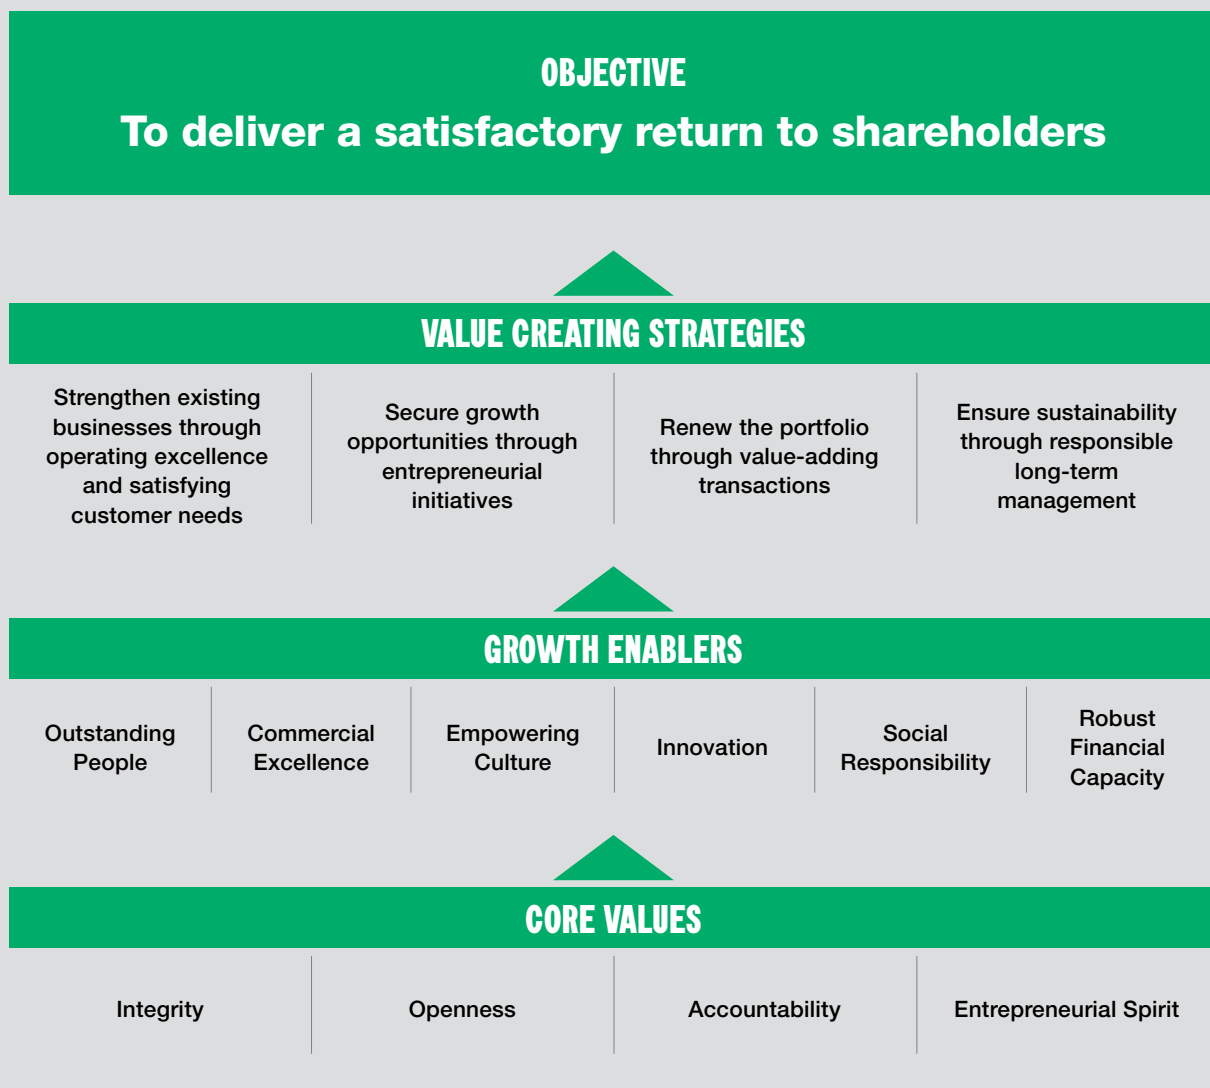 OBJECTIVE
To deliver a satisfactory return to shareholders
VALUE CREATING STRATEGIES
Strengthen existing
businesses through
operating excellence
and satisfying
customer needs
Secure growth
opportunities through
entrepreneurial
initiatives
Renew the portfolio
through value-adding
transactions
Ensure sustainability
through responsible
long-term
management
GROWTH ENABLERS
Outstanding
People
Commercial
Excellence
Empowering
Culture
Innovation
Social
Responsibility
Robust
Financial
Capacity
CORE VALUES
Integrity
Openness
Accountability
Entrepreneurial Spirit